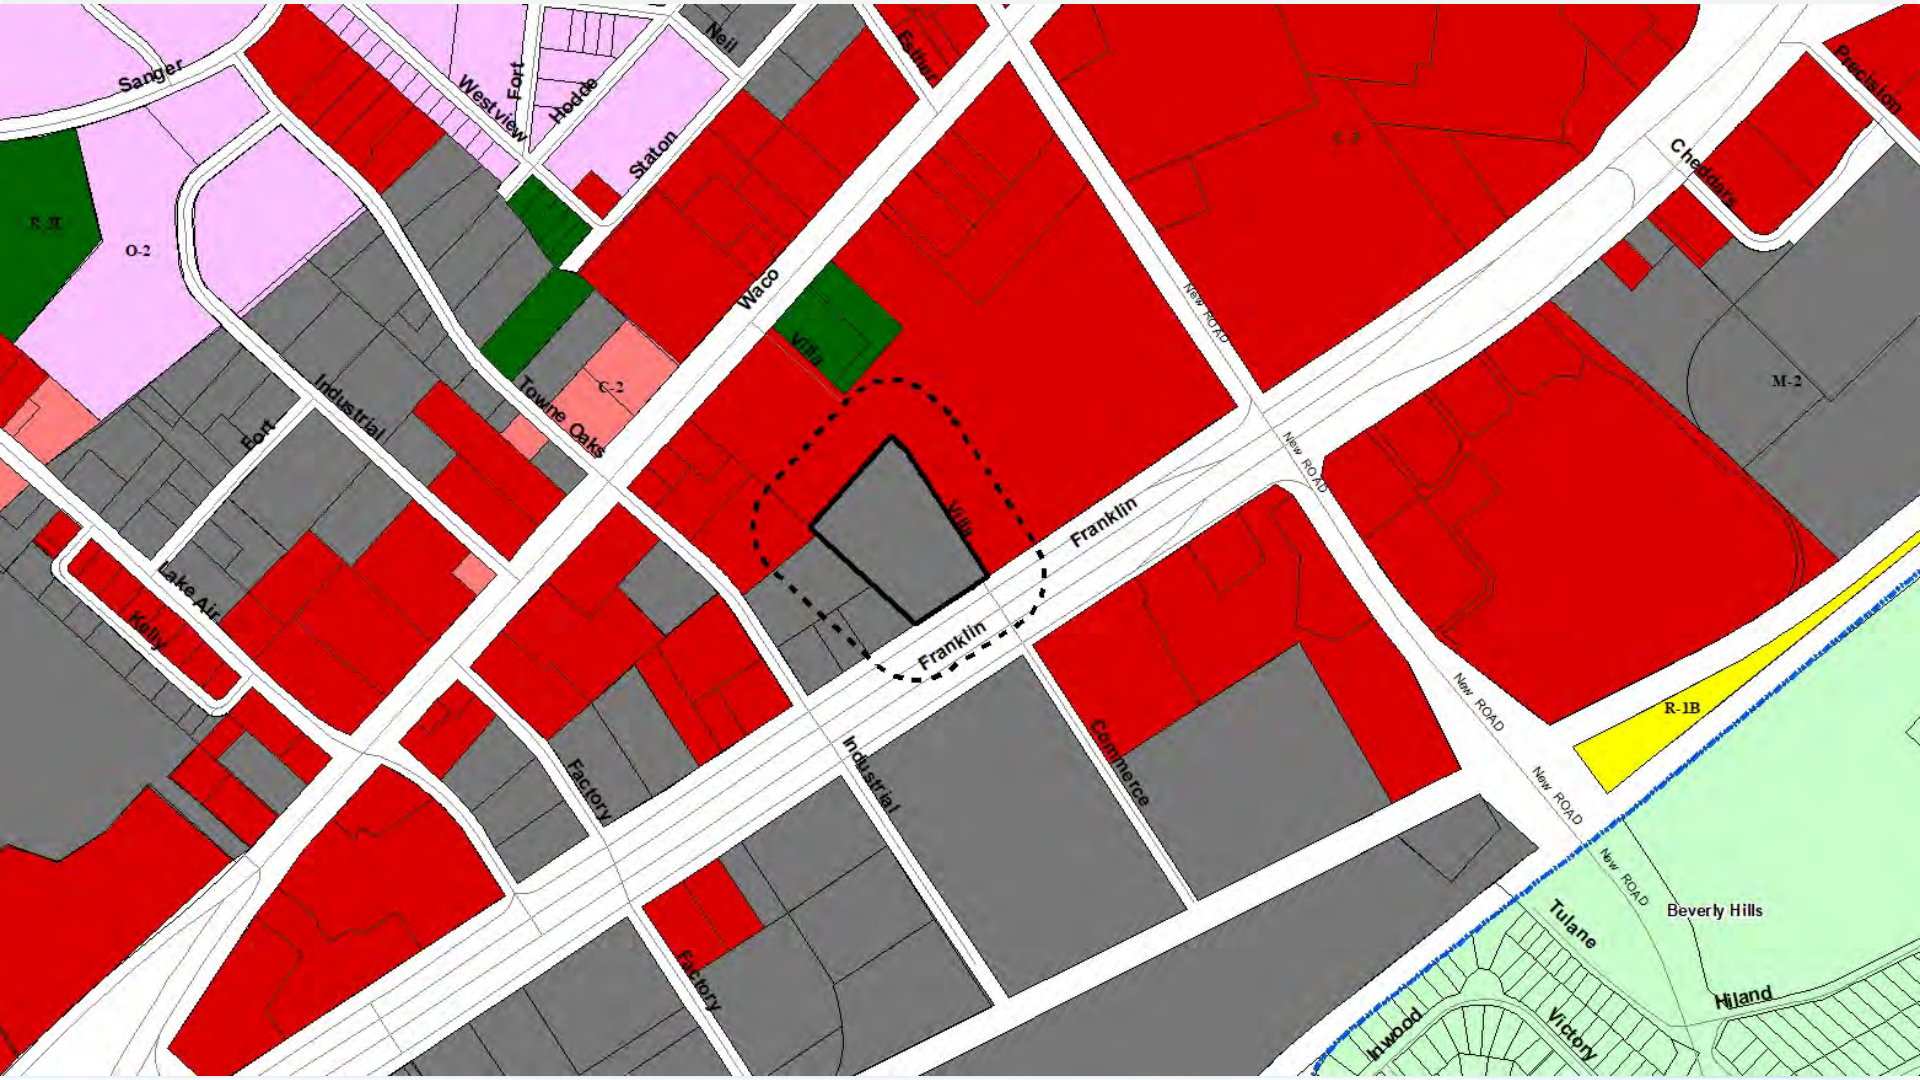 Neil
Esther
Sanger
Fort
Westview
Hodde
Precision
Staton
C-3
Cheddars
O-2
Waco
New ROAD
Villa
C-2
M-2
Industrial
Towne Oaks
Fort
New ROAD
Villa
Franklin
Lake Air
Kelly
Franklin
New ROAD
R-1B
Commerce
Industrial
Factory
New ROAD
New ROAD
Beverly Hills
Tulane
Factory
Hiland
Inwood
Victory